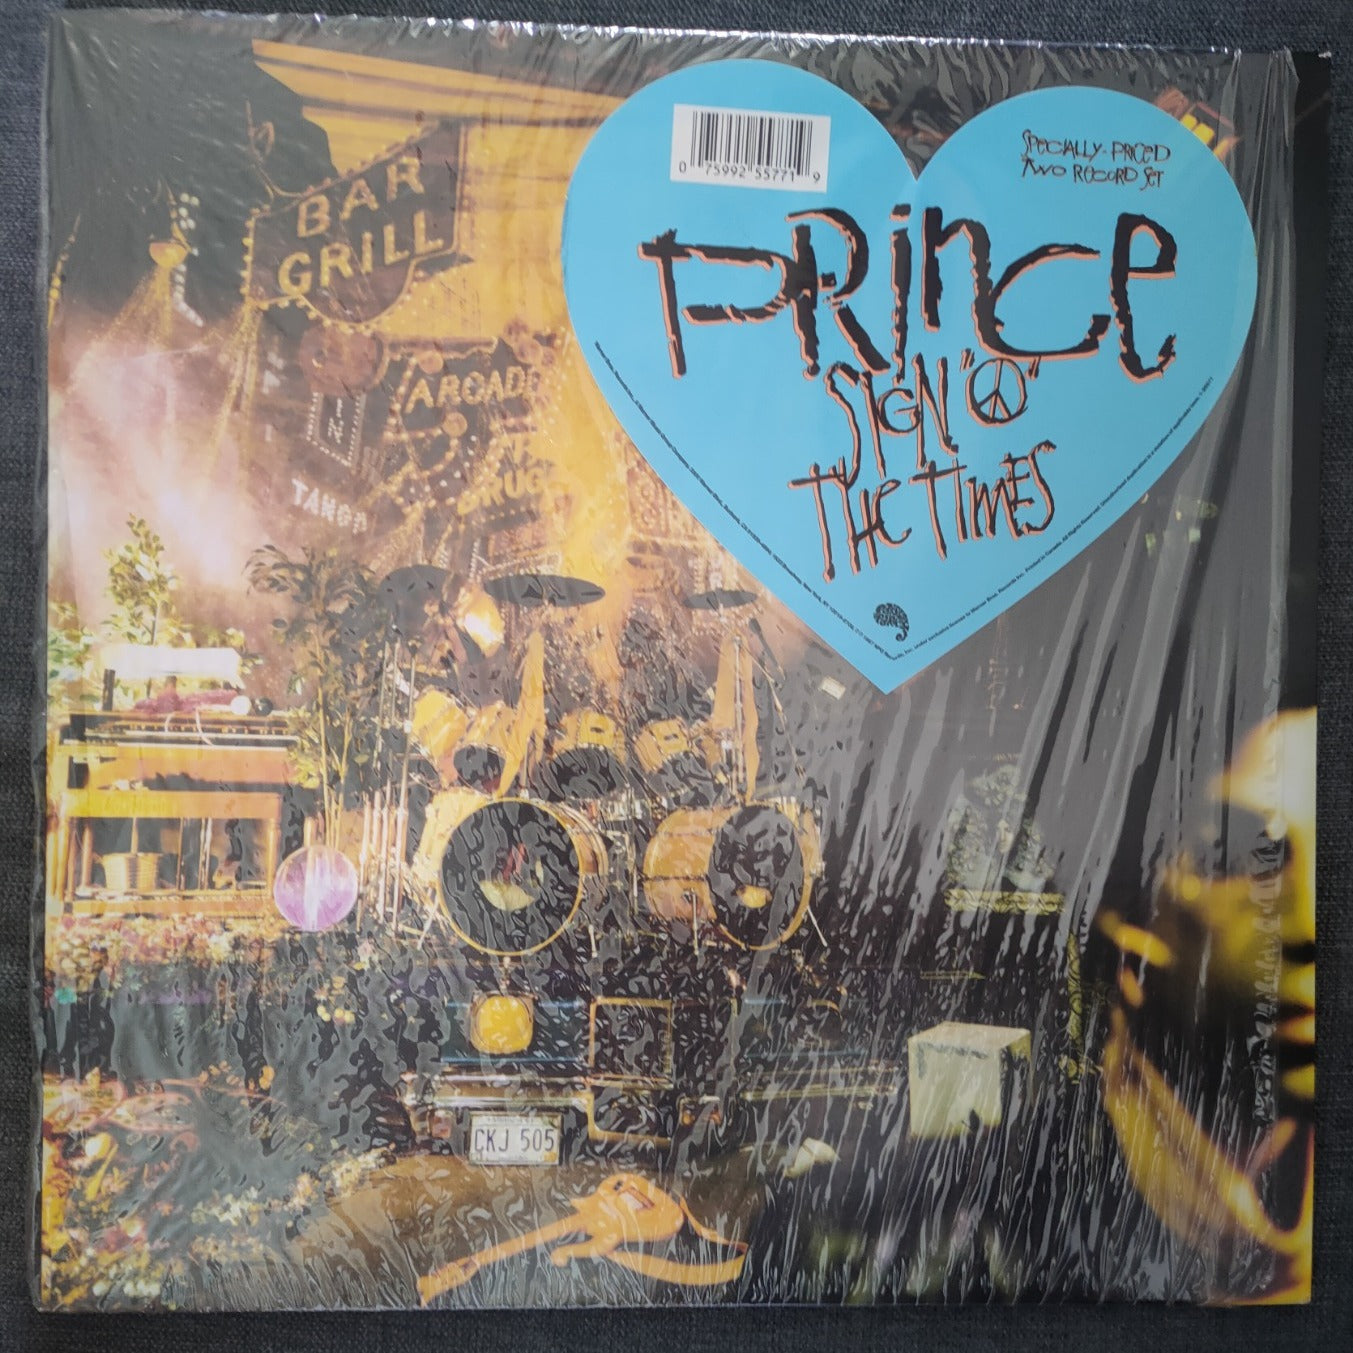 BAR
GRILL
ARCADE
DRUG
TANGO
0 75992 55771 9
SPECIALLY-PRICED
TWO RECORD SET
PRINCE
SIGN "☮"
THE TIMES
CKJ 505